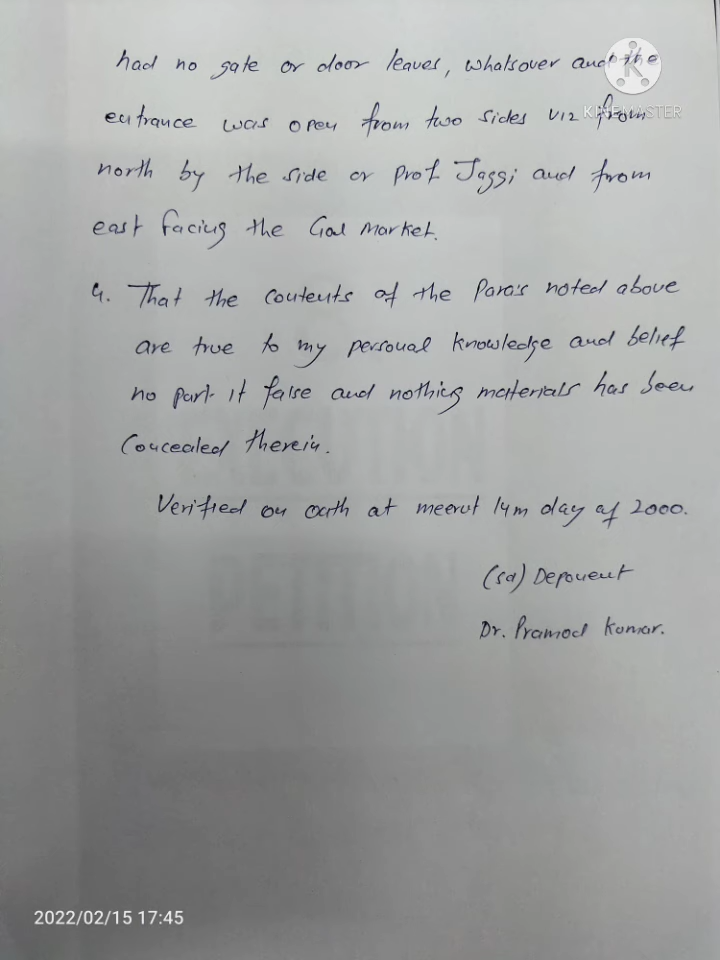 had no gate or door leaves, whatsover and the
KINEMASTER
entrance was open from two sides viz from
north by the side or Prof. Jaggi and from
east facing the Gol Market.
4. That the contents of the Para's noted above
are true to my personal knowledge and belief
no part it false and nothing materials has been
Concealed therein.
Verified on oath at meerut 14m day of 2000.
(sd) Deponent
Dr. Pramod Kumar.
2022/02/15 17:45